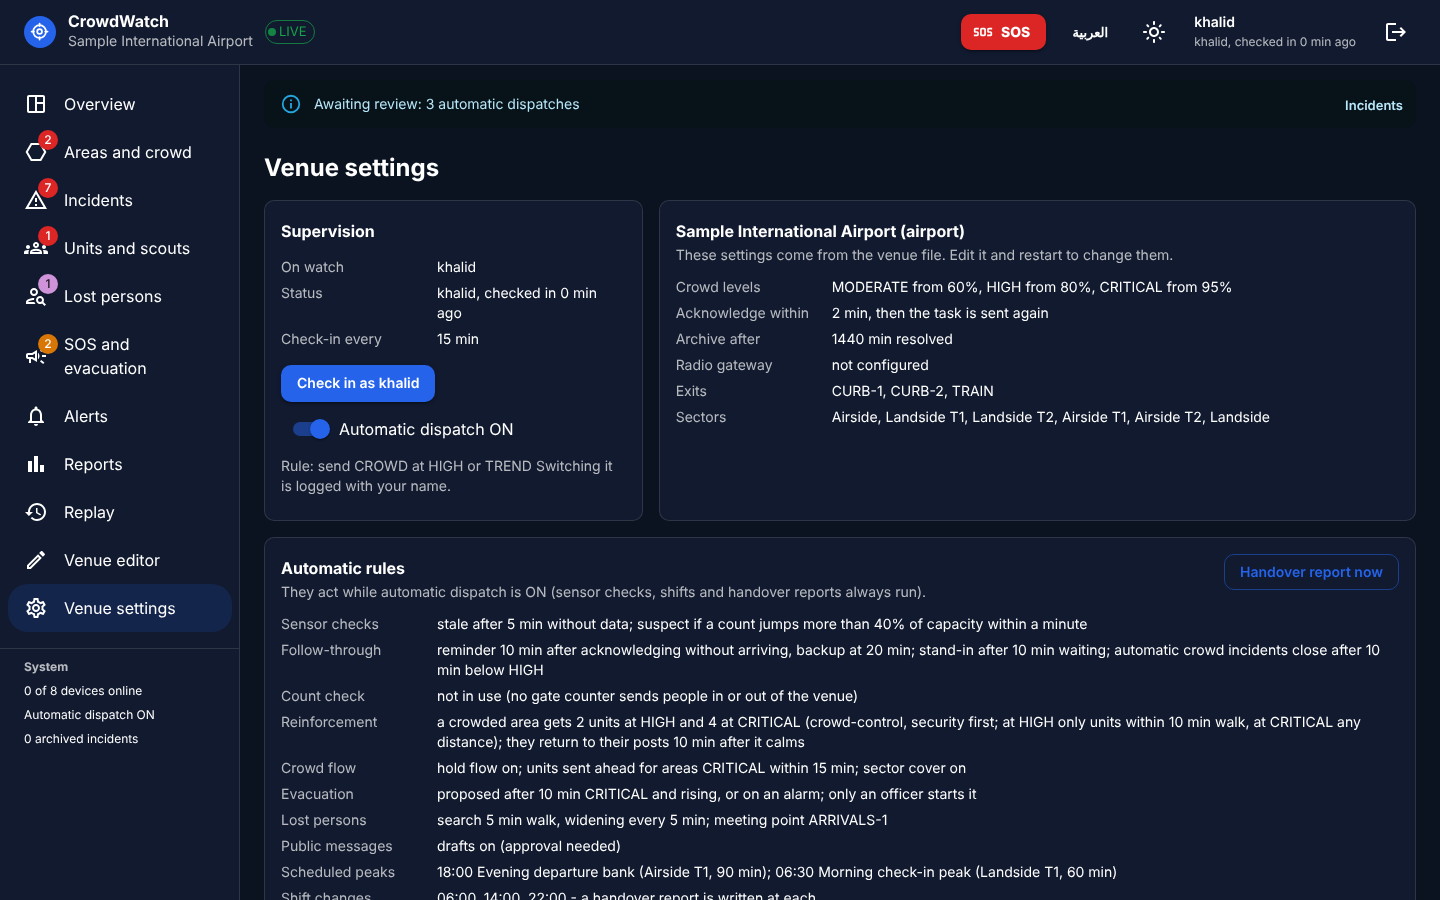 CrowdWatch
Sample International Airport
LIVE
SOS SOS
العربية
khalid
khalid, checked in 0 min ago
Overview
2
Areas and crowd
7
Incidents
1
Units and scouts
1
Lost persons
2
SOS and
evacuation
Alerts
Reports
Replay
Venue editor
Venue settings
System
0 of 8 devices online
Automatic dispatch ON
0 archived incidents
Awaiting review: 3 automatic dispatches
Incidents
Venue settings
Supervision
On watch khalid
Status khalid, checked in 0 min
ago
Check-in every 15 min
Check in as khalid
Automatic dispatch ON
Rule: send CROWD at HIGH or TREND Switching it
is logged with your name.
Sample International Airport (airport)
These settings come from the venue file. Edit it and restart to change them.
Crowd levels MODERATE from 60%, HIGH from 80%, CRITICAL from 95%
Acknowledge within 2 min, then the task is sent again
Archive after 1440 min resolved
Radio gateway not configured
Exits CURB-1, CURB-2, TRAIN
Sectors Airside, Landside T1, Landside T2, Airside T1, Airside T2, Landside
Automatic rules
Handover report now
They act while automatic dispatch is ON (sensor checks, shifts and handover reports always run).
Sensor checks stale after 5 min without data; suspect if a count jumps more than 40% of capacity within a minute
Follow-through reminder 10 min after acknowledging without arriving, backup at 20 min; stand-in after 10 min waiting; automatic crowd incidents close after 10
min below HIGH
Count check not in use (no gate counter sends people in or out of the venue)
Reinforcement a crowded area gets 2 units at HIGH and 4 at CRITICAL (crowd-control, security first; at HIGH only units within 10 min walk, at CRITICAL any
distance); they return to their posts 10 min after it calms
Crowd flow hold flow on; units sent ahead for areas CRITICAL within 15 min; sector cover on
Evacuation proposed after 10 min CRITICAL and rising, or on an alarm; only an officer starts it
Lost persons search 5 min walk, widening every 5 min; meeting point ARRIVALS-1
Public messages drafts on (approval needed)
Scheduled peaks 18:00 Evening departure bank (Airside T1, 90 min); 06:30 Morning check-in peak (Landside T1, 60 min)
Shift changes 06:00, 14:00, 22:00 - a handover report is written at each